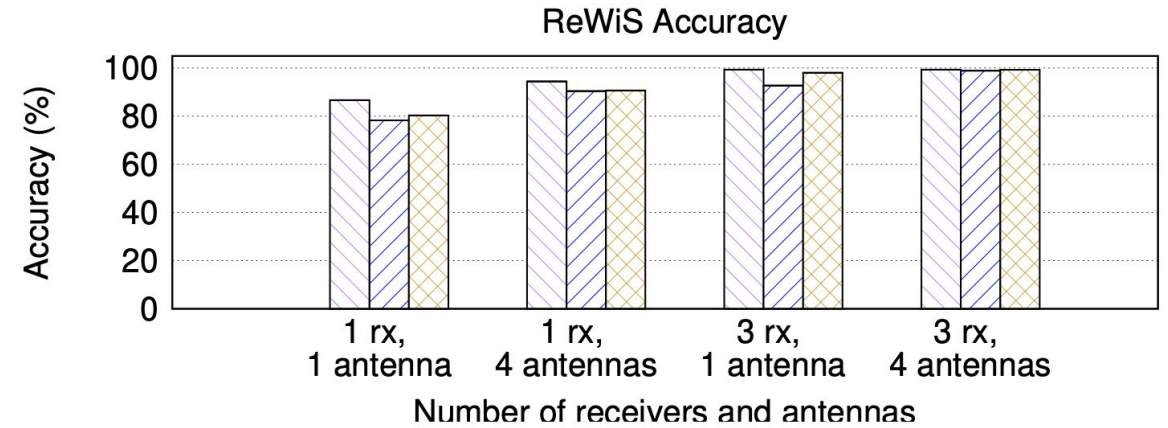 ReWiS Accuracy
Accuracy (%)
100
80
60
40
20
0
1 rx,
1 antenna
1 rx,
4 antennas
3 rx,
1 antenna
3 rx,
4 antennas
Number of receivers and antennas